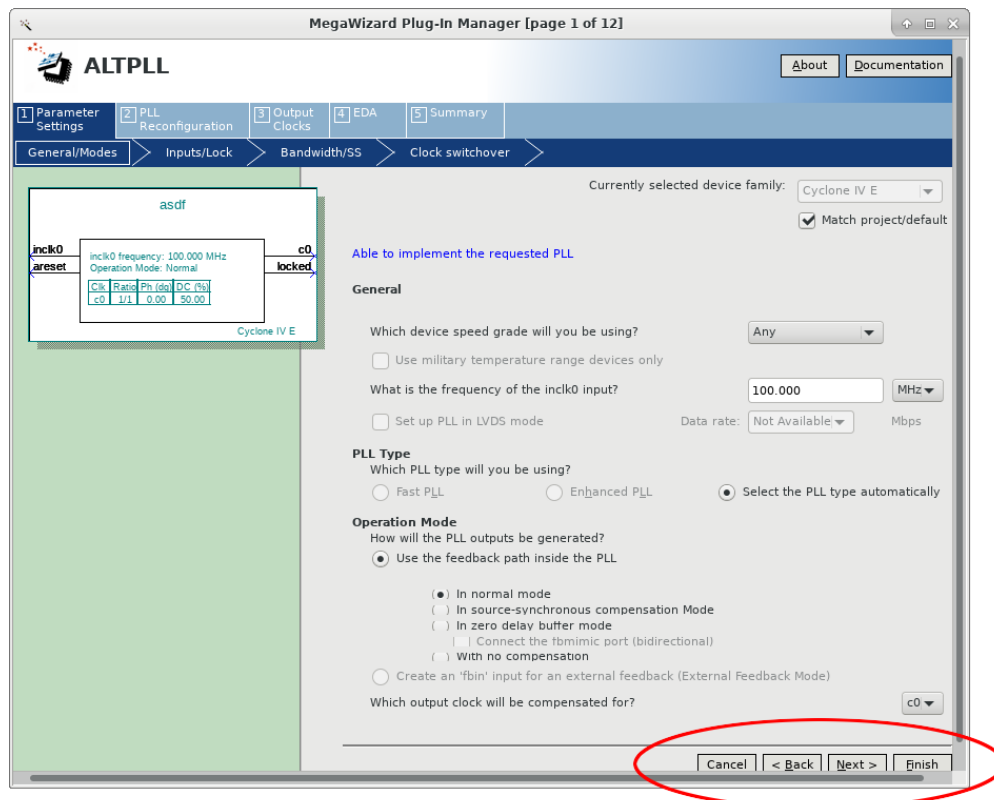 MegaWizard Plug-In Manager [page 1 of 12]
ALTPLL
About Documentation
1 Parameter Settings 2 PLL Reconfiguration 3 Output Clocks 4 EDA 5 Summary
General/Modes Inputs/Lock Bandwidth/SS Clock switchover
Currently selected device family: Cyclone IV E
Match project/default
asdf
inclk0
areset
inclk0 frequency: 100.000 MHz
Operation Mode: Normal
Clk Ratio Ph (dg) DC (%)
c0 1/1 0.00 50.00
c0
locked
Cyclone IV E
Able to implement the requested PLL
General
Which device speed grade will you be using? Any
Use military temperature range devices only
What is the frequency of the inclk0 input? 100.000 MHz
Set up PLL in LVDS mode Data rate: Not Available Mbps
PLL Type
Which PLL type will you be using?
Fast PLL Enhanced PLL Select the PLL type automatically
Operation Mode
How will the PLL outputs be generated?
Use the feedback path inside the PLL
In normal mode
In source-synchronous compensation Mode
In zero delay buffer mode
Connect the fbmimic port (bidirectional)
With no compensation
Create an 'fbin' input for an external feedback (External Feedback Mode)
Which output clock will be compensated for? c0
Cancel < Back Next > Finish